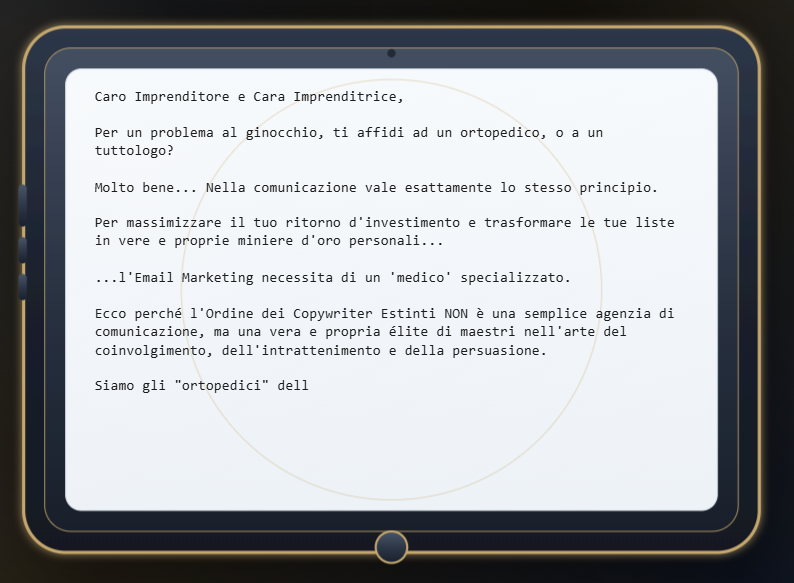 Caro Imprenditore e Cara Imprenditrice,
Per un problema al ginocchio, ti affidi ad un ortopedico, o a un
tuttologo?
Molto bene... Nella comunicazione vale esattamente lo stesso principio.
Per massimizzare il tuo ritorno d'investimento e trasformare le tue liste
in vere e proprie miniere d'oro personali...
...l'Email Marketing necessita di un 'medico' specializzato.
Ecco perché l'Ordine dei Copywriter Estinti NON è una semplice agenzia di
comunicazione, ma una vera e propria élite di maestri nell'arte del
coinvolgimento, dell'intrattenimento e della persuasione.
Siamo gli "ortopedici" dell